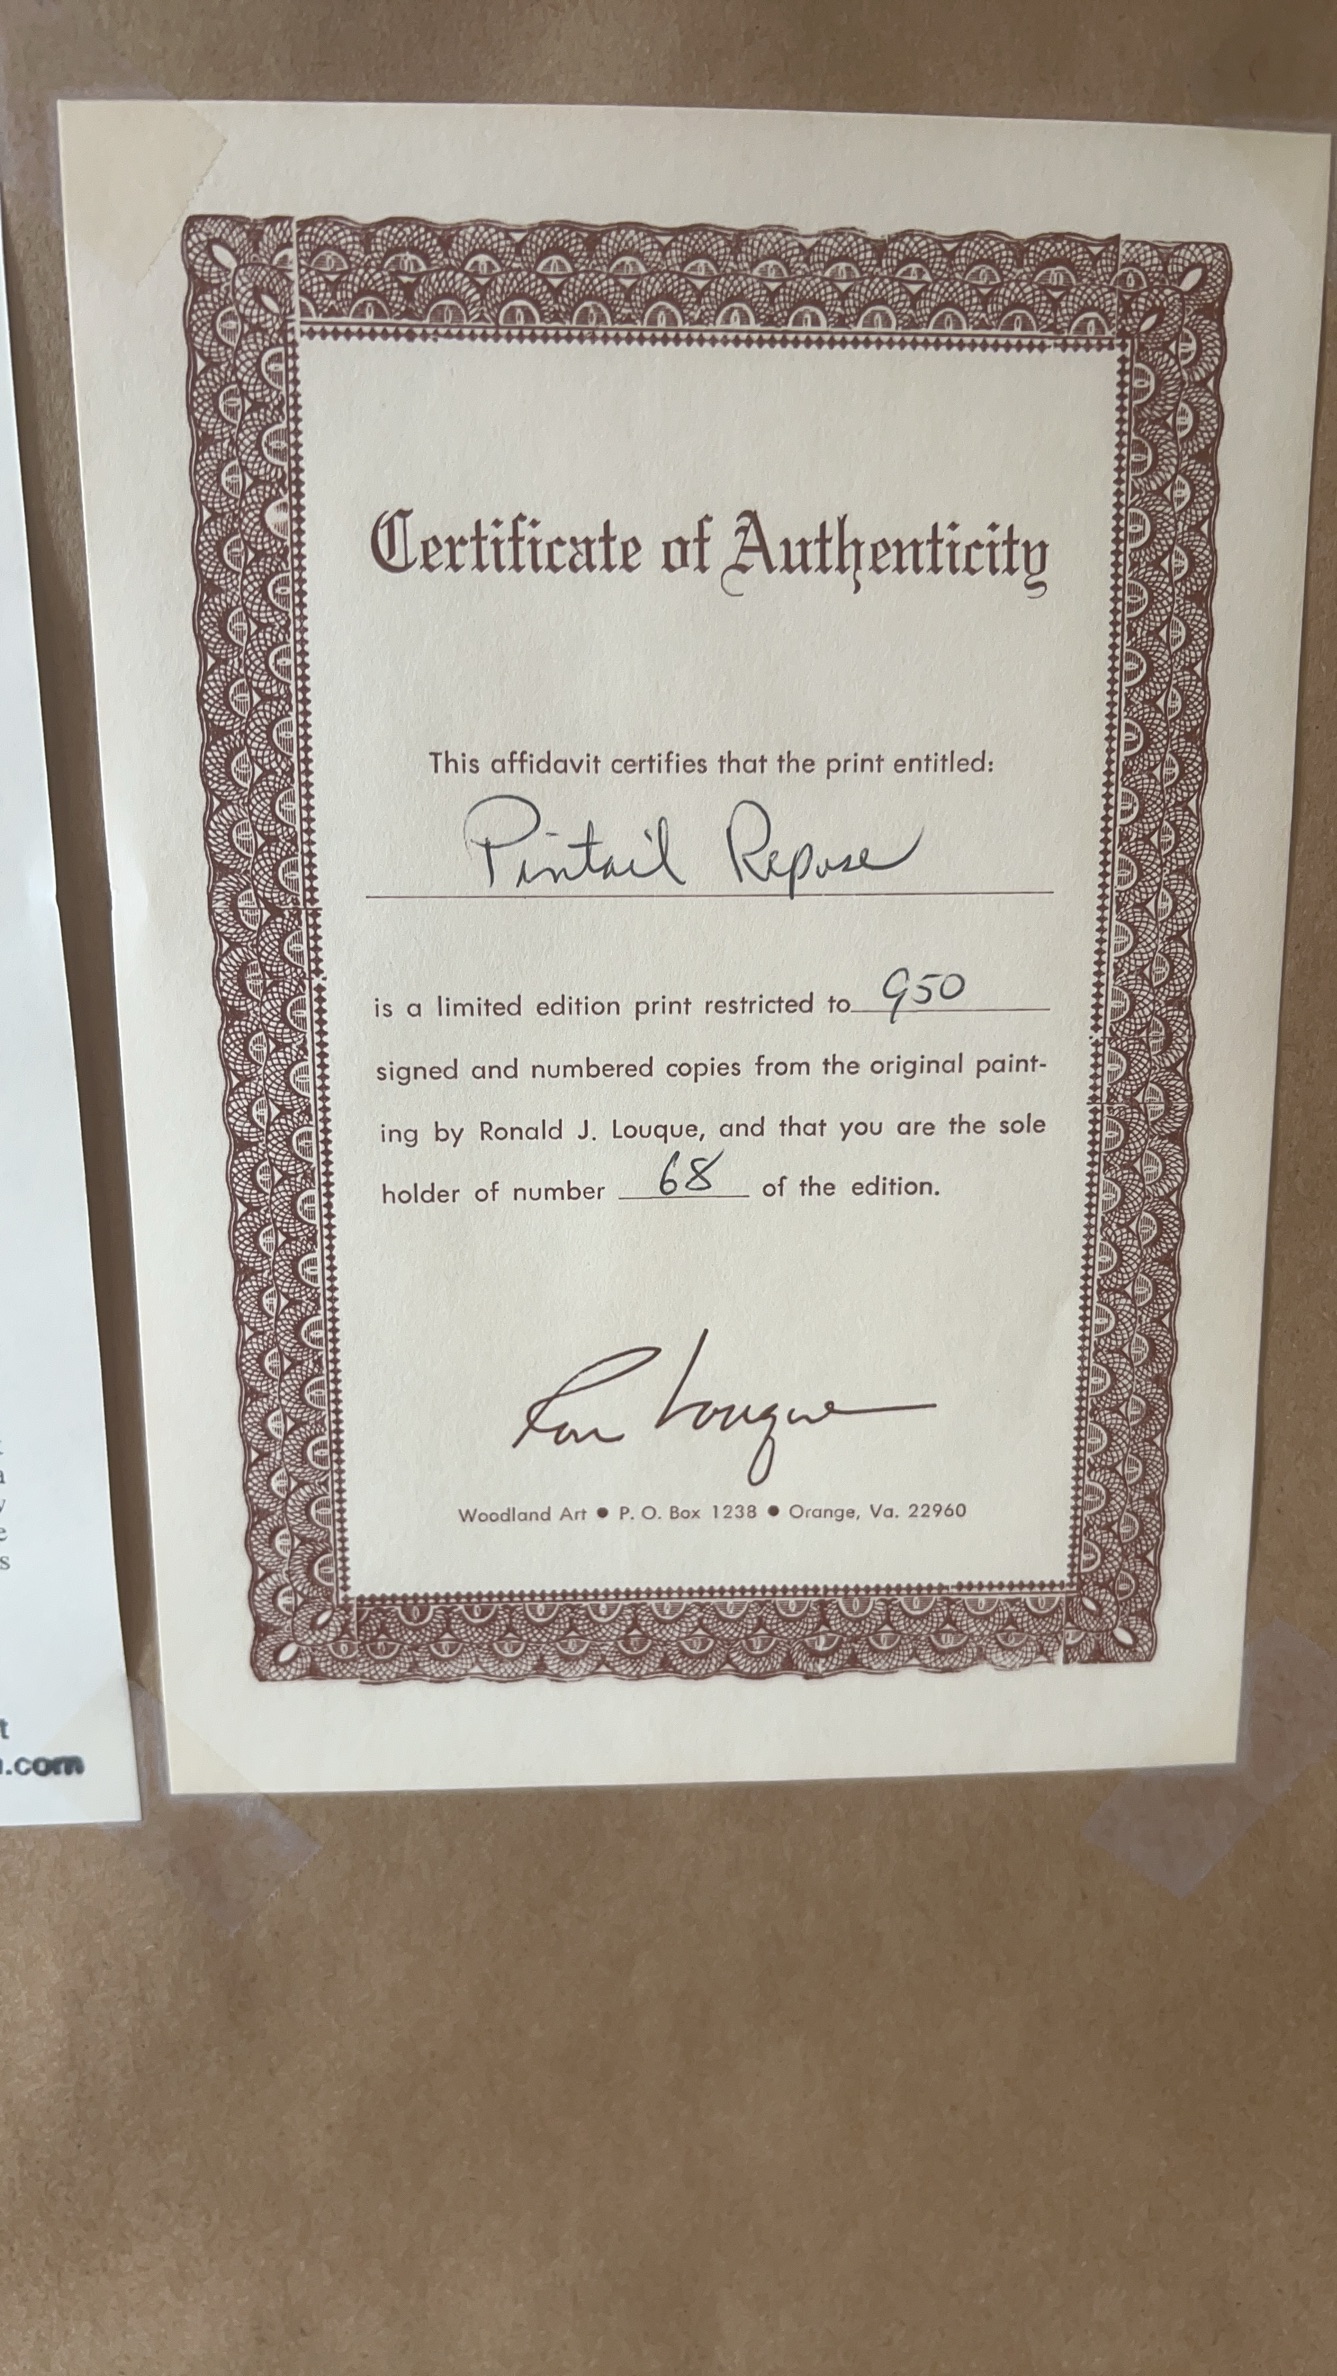 Certificate of Authenticity
This affidavit certifies that the print entitled:
Pintail Repose
is a limited edition print restricted to 950
signed and numbered copies from the original paint-
ing by Ronald J. Louque, and that you are the sole
holder of number 68 of the edition.
Ron Louque
Woodland Art ● P. O. Box 1238 ● Orange, Va. 22960
a
y
e
s
t
.com